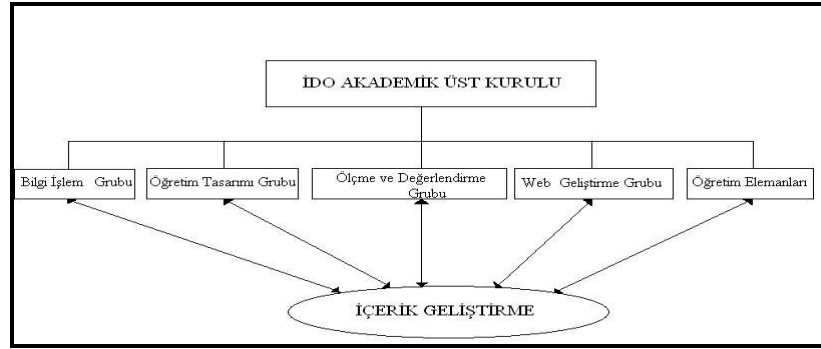 İDO AKADEMİK ÜST KURULU
Bilgi İşlem Grubu
Öğretim Tasarımı Grubu
Ölçme ve Değerlendirme
Grubu
Web Geliştirme Grubu
Öğretim Elemanları
İÇERİK GELİŞTİRME